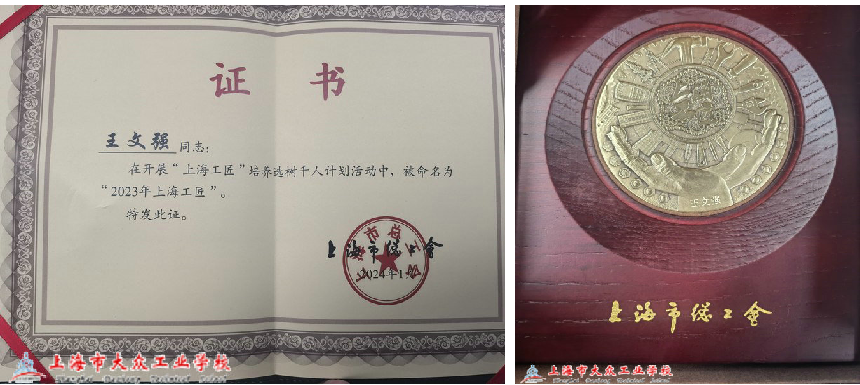 证 书
王文强 同志:
在开展“上海工匠”培养选树千人计划活动中，被命名为
“2023年上海工匠”。
特发此证。
上海市总工会
2024年1
上海市大众工业学校
王文强
上海市总工会
上海市大众工业学校